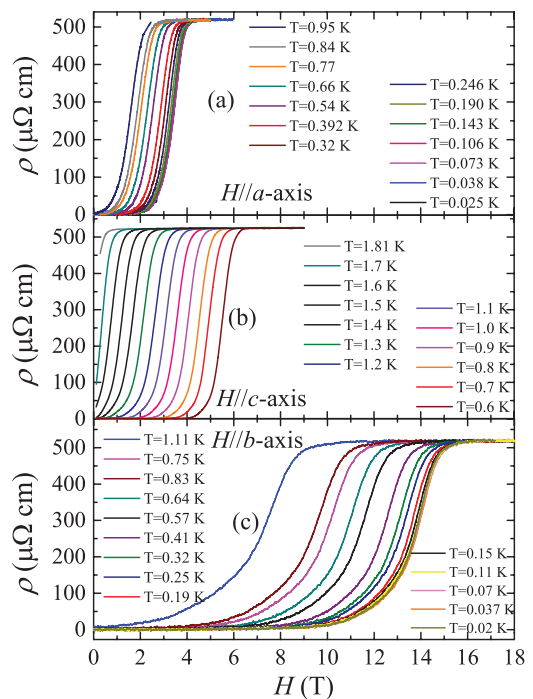 500
400
300
200
100
0
ρ (μΩ cm)
(a)
H//a-axis
T=0.95 K
T=0.84 K
T=0.77
T=0.66 K
T=0.54 K
T=0.392 K
T=0.32 K
T=0.246 K
T=0.190 K
T=0.143 K
T=0.106 K
T=0.073 K
T=0.038 K
T=0.025 K
500
400
300
200
100
0
ρ (μΩ cm)
(b)
H//c-axis
T=1.81 K
T=1.7 K
T=1.6 K
T=1.5 K
T=1.4 K
T=1.3 K
T=1.2 K
T=1.1 K
T=1.0 K
T=0.9 K
T=0.8 K
T=0.7 K
T=0.6 K
500
400
300
200
100
0
ρ (μΩ cm)
H//b-axis
(c)
T=1.11 K
T=0.75 K
T=0.83 K
T=0.64 K
T=0.57 K
T=0.41 K
T=0.32 K
T=0.25 K
T=0.19 K
T=0.15 K
T=0.11 K
T=0.07 K
T=0.037 K
T=0.02 K
0 2 4 6 8 10 12 14 16 18
H (T)